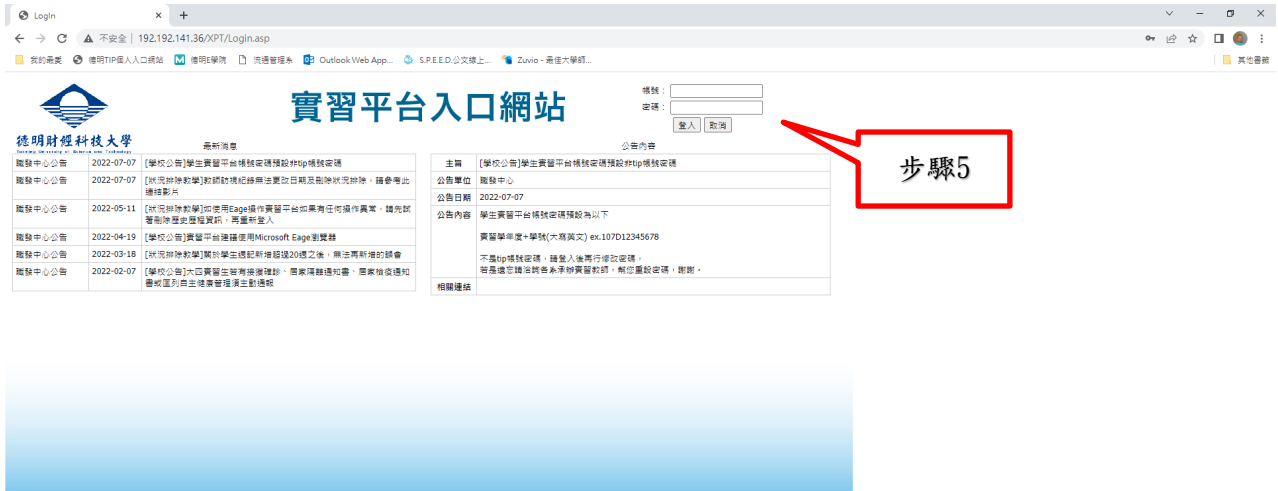 LogIn
不安全 | 192.192.141.36/XPT/Login.asp
我的最愛 德明TIP個人入口網站 德明E學院 流通管理系 Outlook Web App... S.P.E.E.D.公文線上... Zuvio - 最佳大學師... 其他書籤
德明財經科技大學
Takming University of Science and Technology
實習平台入口網站
帳號：
密碼：
登入 取消
步驟5
最新消息
職發中心公告 2022-07-07 [學校公告]學生實習平台帳號密碼預設非tip帳號密碼
職發中心公告 2022-07-07 [狀況排除教學]教師訪視紀錄無法更改日期及刪除狀況排除，請參考此
連結影片
職發中心公告 2022-05-11 [狀況排除教學]如使用Eage操作實習平台如果有任何操作異常，請先試
著刪除歷史歷程資訊，再重新登入
職發中心公告 2022-04-19 [學校公告]實習平台建議使用Microsoft Eage瀏覽器
職發中心公告 2022-03-18 [狀況排除教學]關於學生週記新增超過20週之後，無法再新增的議會
職發中心公告 2022-02-07 [學校公告]大四實習生若有接獲確診、居家隔離通知書、居家檢疫通知
書或匡列自主健康管理須主動通報
公告內容
主旨 [學校公告]學生實習平台帳號密碼預設非tip帳號密碼
公告單位 職發中心
公告日期 2022-07-07
公告內容 學生實習平台帳號密碼預設為以下
實習學年度+學號(大寫英文) ex.107D12345678
不是tip帳號密碼，請登入後再行修改密碼。
若是遺忘請洽詢各系承辦實習教師，幫您重設密碼，謝謝。
相關連結